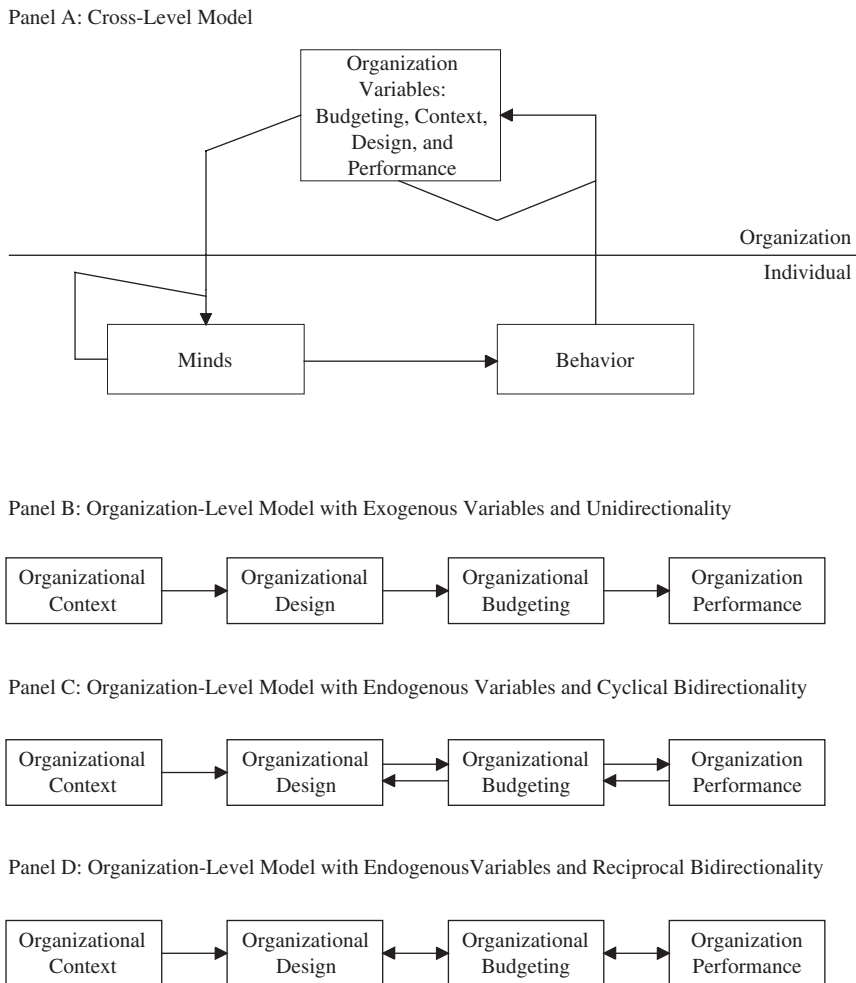 Panel A: Cross-Level Model
Organization
Variables:
Budgeting, Context,
Design, and
Performance
Organization
Individual
Minds
Behavior
Panel B: Organization-Level Model with Exogenous Variables and Unidirectionality
Organizational
Context
Organizational
Design
Organizational
Budgeting
Organization
Performance
Panel C: Organization-Level Model with Endogenous Variables and Cyclical Bidirectionality
Organizational
Context
Organizational
Design
Organizational
Budgeting
Organization
Performance
Panel D: Organization-Level Model with EndogenousVariables and Reciprocal Bidirectionality
Organizational
Context
Organizational
Design
Organizational
Budgeting
Organization
Performance